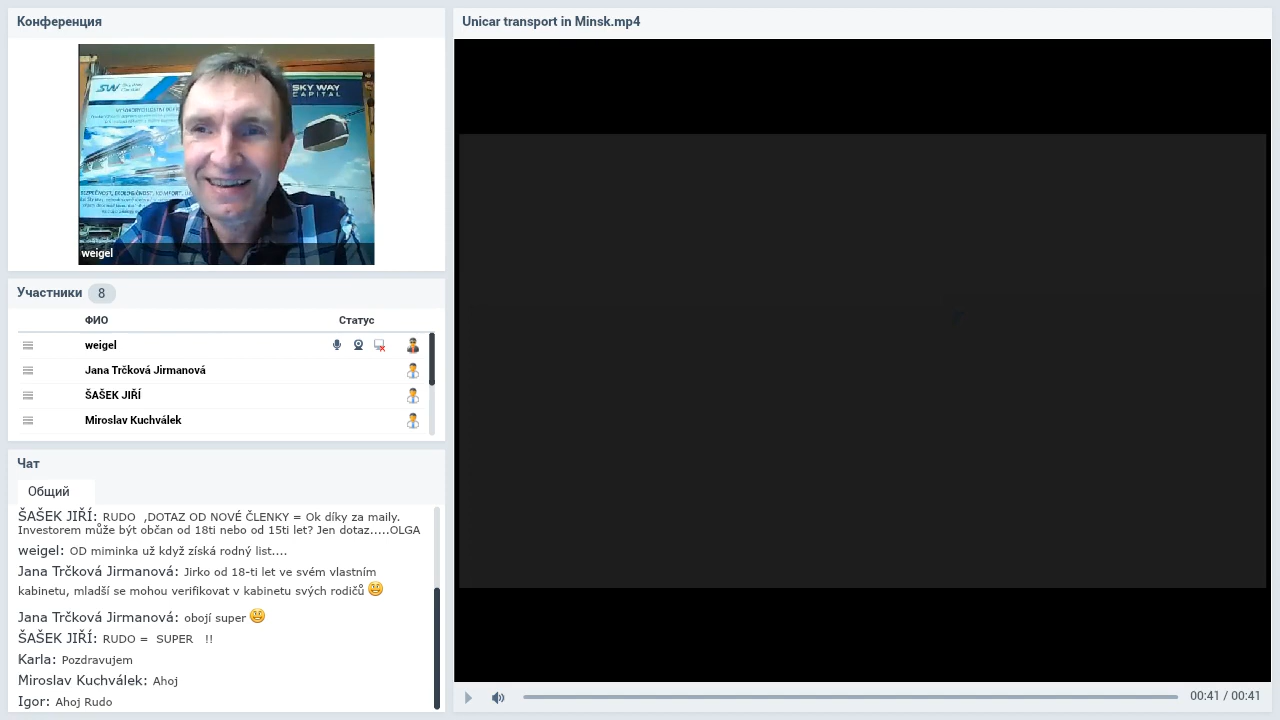 Конференция
SW
SKY WAY
CAPITAL
weigel
Участники 8
ФИО Статус
weigel
Jana Trčková Jirmanová
ŠAŠEK JIŘÍ
Miroslav Kuchválek
Чат
Общий
ŠAŠEK JIŘÍ: RUDO ,DOTAZ OD NOVÉ ČLENKY = Ok díky za maily.
Investorem může být občan od 18ti nebo od 15ti let? Jen dotaz.....OLGA
weigel: OD miminka už když získá rodný list....
Jana Trčková Jirmanová: Jirko od 18-ti let ve svém vlastním
kabinetu, mladší se mohou verifikovat v kabinetu svých rodičů
Jana Trčková Jirmanová: obojí super
ŠAŠEK JIŘÍ: RUDO = SUPER !!
Karla: Pozdravujem
Miroslav Kuchválek: Ahoj
Igor: Ahoj Rudo
Unicar transport in Minsk.mp4
00:41 / 00:41